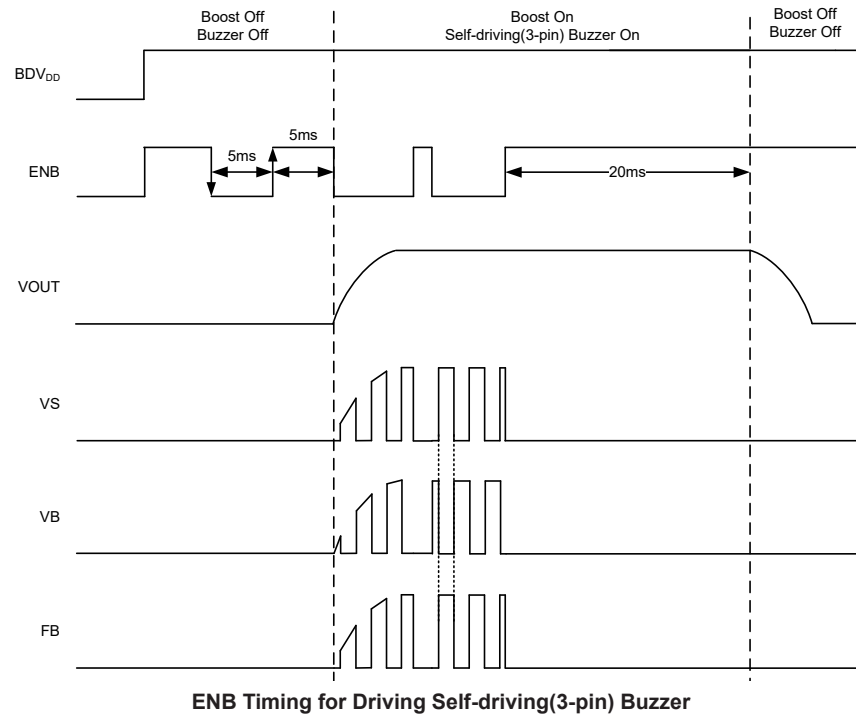 Boost Off
Buzzer Off
Boost On
Self-driving(3-pin) Buzzer On
Boost Off
Buzzer Off
BDVDD
5ms
5ms
ENB
20ms
VOUT
VS
VB
FB
ENB Timing for Driving Self-driving(3-pin) Buzzer